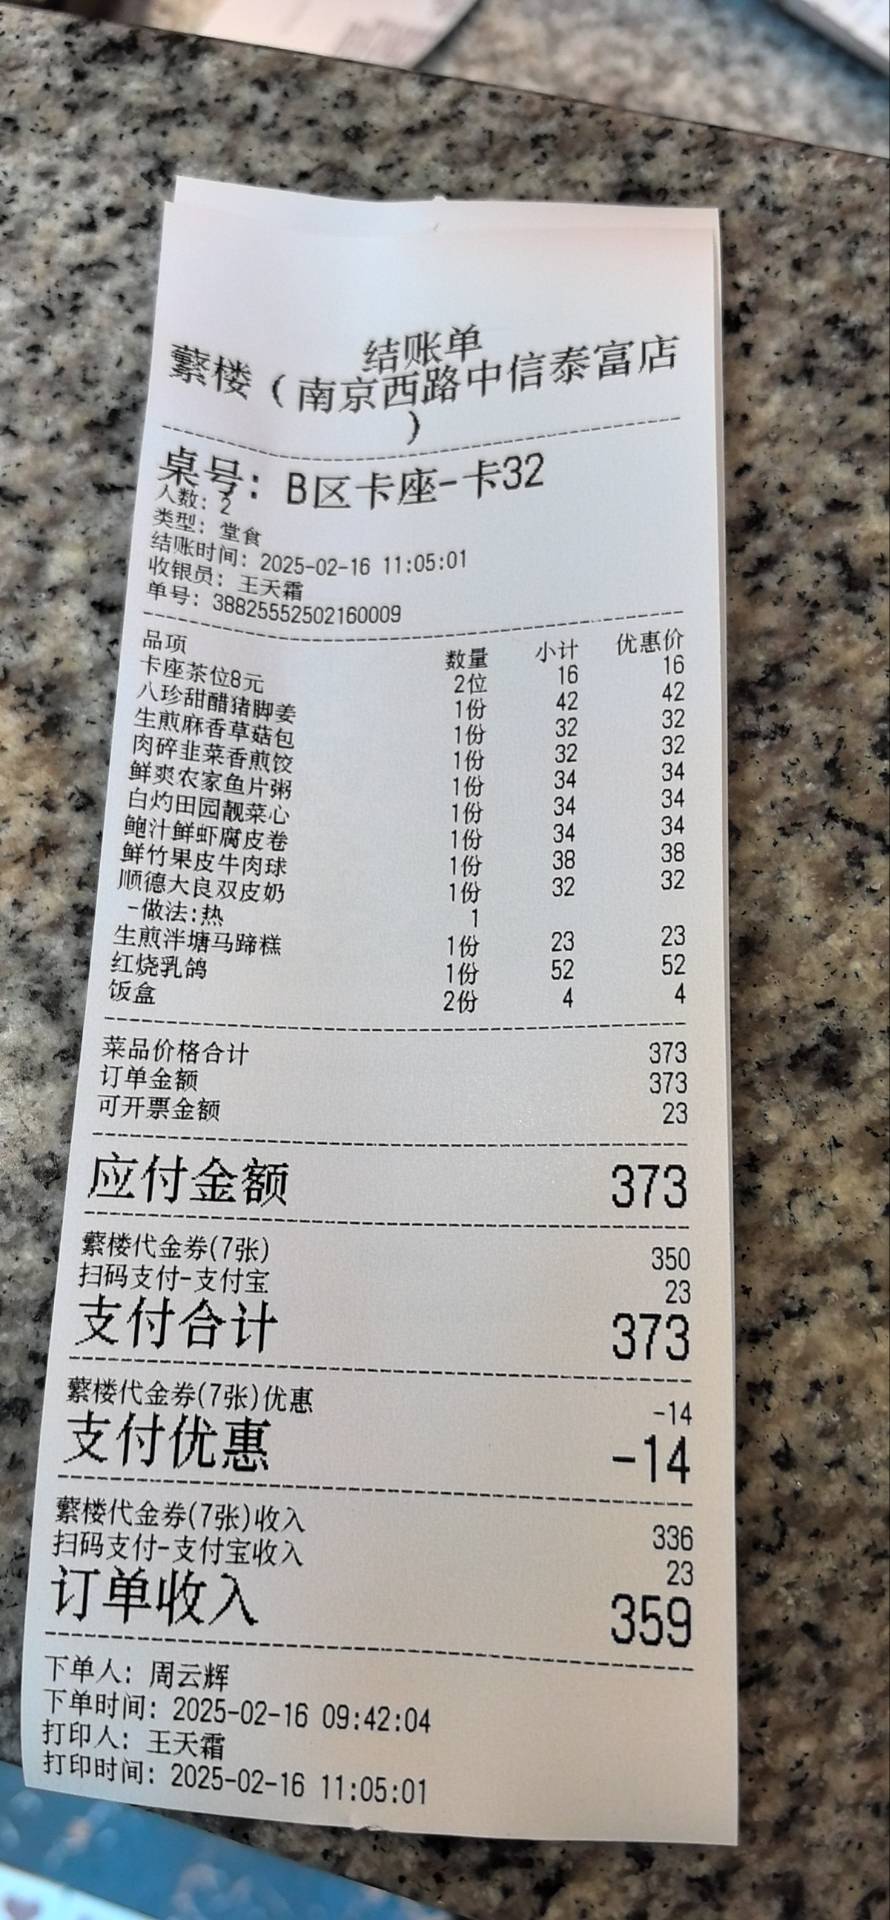 结账单
蘩楼（南京西路中信泰富店
）
桌号：B区卡座-卡32
人数：2
类型：堂食
结账时间：2025-02-16 11:05:01
收银员：王天霜
单号：38825552502160009
品项 数量 小计 优惠价
卡座茶位8元 2位 16 16
八珍甜醋猪脚姜 1份 42 42
生煎麻香草菇包 1份 32 32
肉碎韭菜香煎饺 1份 32 32
鲜爽农家鱼片粥 1份 34 34
白灼田园靓菜心 1份 34 34
鲍汁鲜虾腐皮卷 1份 34 34
鲜竹果皮牛肉球 1份 38 38
顺德大良双皮奶 1份 32 32
-做法:热 1
生煎泮塘马蹄糕 1份 23 23
红烧乳鸽 1份 52 52
饭盒 2份 4 4
菜品价格合计 373
订单金额 373
可开票金额 23
应付金额 373
蘩楼代金券(7张) 350
扫码支付-支付宝 23
支付合计 373
蘩楼代金券(7张)优惠 -14
支付优惠 -14
蘩楼代金券(7张)收入 336
扫码支付-支付宝收入 23
订单收入 359
下单人：周云辉
下单时间：2025-02-16 09:42:04
打印人：王天霜
打印时间：2025-02-16 11:05:01